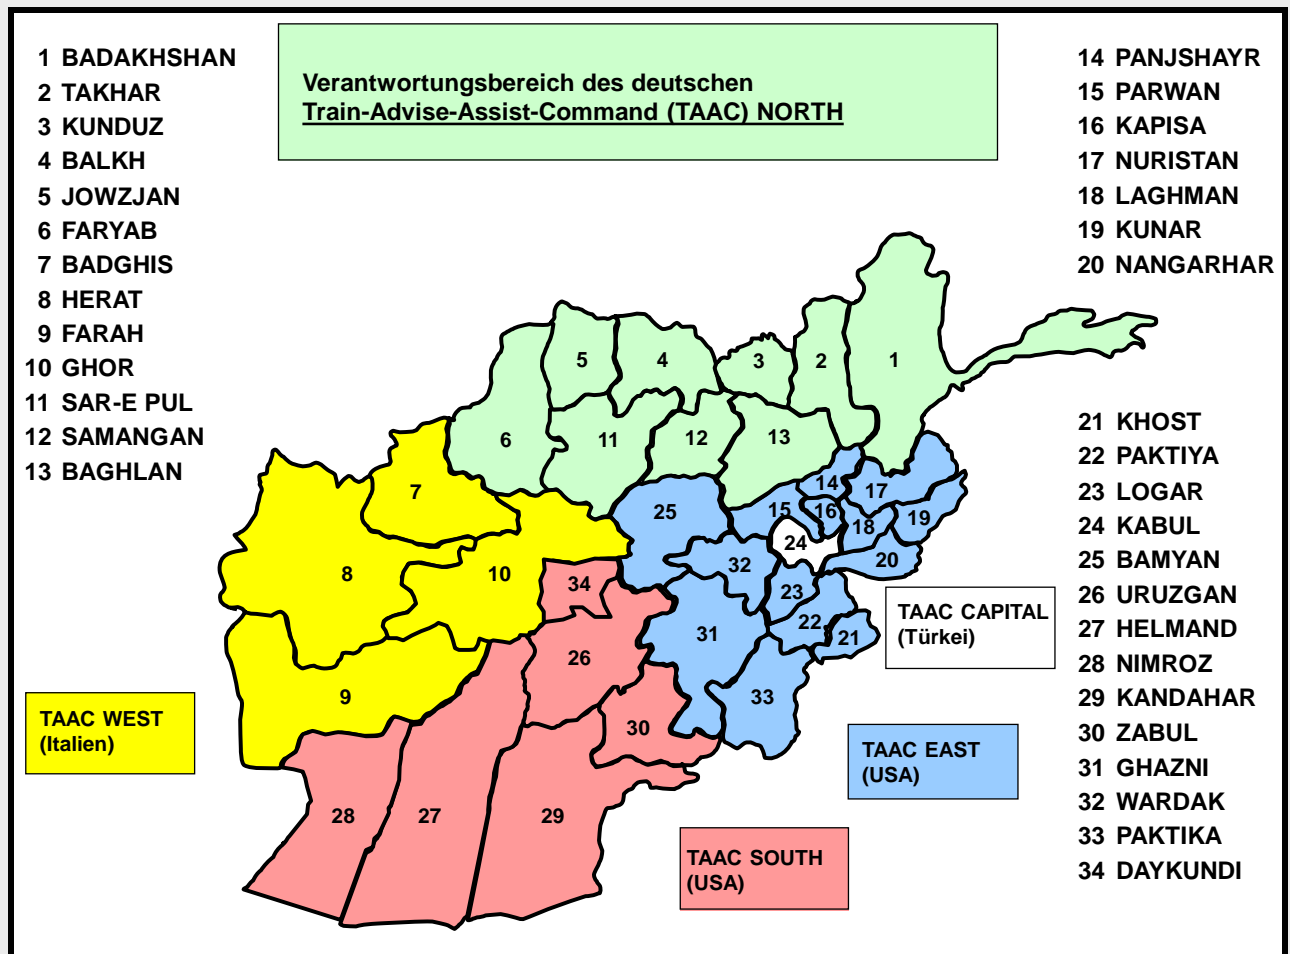 1 BADAKHSHAN
2 TAKHAR
3 KUNDUZ
4 BALKH
5 JOWZJAN
6 FARYAB
7 BADGHIS
8 HERAT
9 FARAH
10 GHOR
11 SAR-E PUL
12 SAMANGAN
13 BAGHLAN
Verantwortungsbereich des deutschen
Train-Advise-Assist-Command (TAAC) NORTH
14 PANJSHAYR
15 PARWAN
16 KAPISA
17 NURISTAN
18 LAGHMAN
19 KUNAR
20 NANGARHAR
21 KHOST
22 PAKTIYA
23 LOGAR
24 KABUL
25 BAMYAN
26 URUZGAN
27 HELMAND
28 NIMROZ
29 KANDAHAR
30 ZABUL
31 GHAZNI
32 WARDAK
33 PAKTIKA
34 DAYKUNDI
5
4
3
2
1
6
11
12
13
7
14
17
25
15
16
18
19
24
20
8
10
34
32
23
22
21
31
26
9
33
30
28
27
29
TAAC CAPITAL
(Türkei)
TAAC WEST
(Italien)
TAAC EAST
(USA)
TAAC SOUTH
(USA)